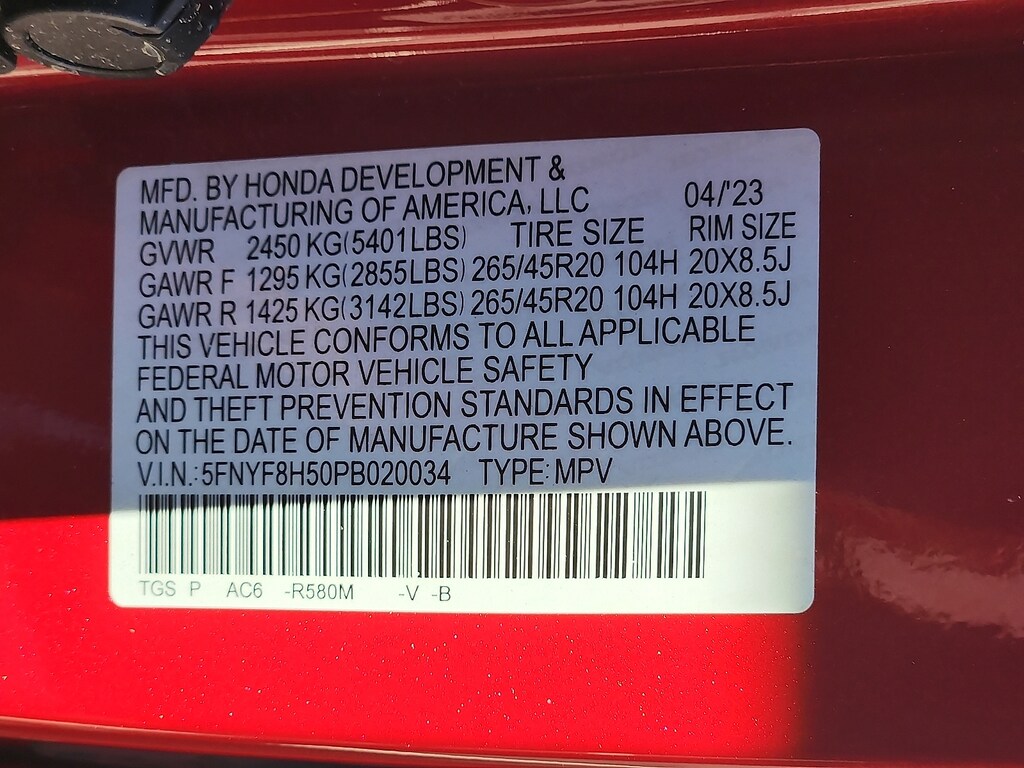 MFD. BY HONDA DEVELOPMENT &
MANUFACTURING OF AMERICA, LLC 04/'23
GVWR 2450 KG(5401LBS) TIRE SIZE RIM SIZE
GAWR F 1295 KG(2855LBS) 265/45R20 104H 20X8.5J
GAWR R 1425 KG(3142LBS) 265/45R20 104H 20X8.5J
THIS VEHICLE CONFORMS TO ALL APPLICABLE
FEDERAL MOTOR VEHICLE SAFETY
AND THEFT PREVENTION STANDARDS IN EFFECT
ON THE DATE OF MANUFACTURE SHOWN ABOVE.
V.I.N.:5FNYF8H50PB020034 TYPE:MPV
TGS P AC6 -R580M -V -B